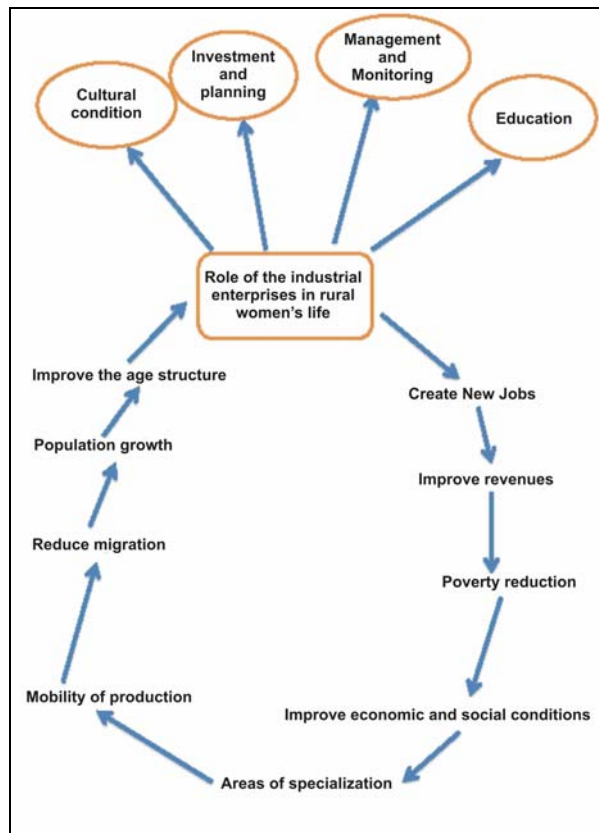 Cultural
condition
Investment
and
planning
Management
and
Monitoring
Education
Role of the industrial
enterprises in rural
women's life
Improve the age structure
Create New Jobs
Population growth
Improve revenues
Reduce migration
Poverty reduction
Mobility of production
Improve economic and social conditions
Areas of specialization